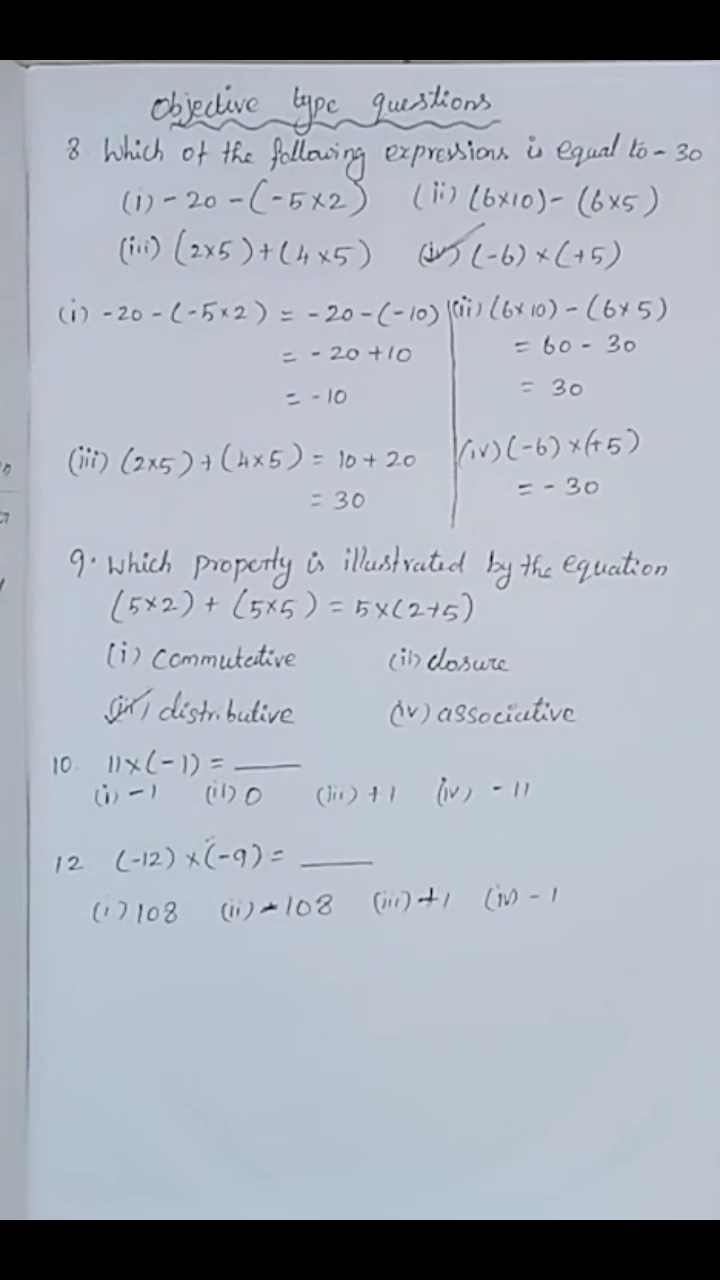 Objective type questions
8 Which of the following expressions is equal to - 30
(i) - 20 - (-5×2) (ii) (6×10) - (6×5)
(iii) (2×5) + (4×5) (iv) (-6) × (+5)
(i) -20 - (-5×2) = -20 - (-10)
= - 20 + 10
= - 10
(ii) (6×10) - (6×5)
= 60 - 30
= 30
(iii) (2×5) + (4×5) = 10 + 20
= 30
(iv) (-6) × (+5)
= - 30
9. Which property is illustrated by the equation
(5×2) + (5×5) = 5×(2+5)
(i) Commutative (ii) closure
(iii) distributive (iv) associative
10. 11×(-1) = ____
(i) -1 (ii) 0 (iii) +1 (iv) - 11
12 (-12) × (-9) = ____
(i) 108 (ii) -108 (iii) +1 (iv) - 1